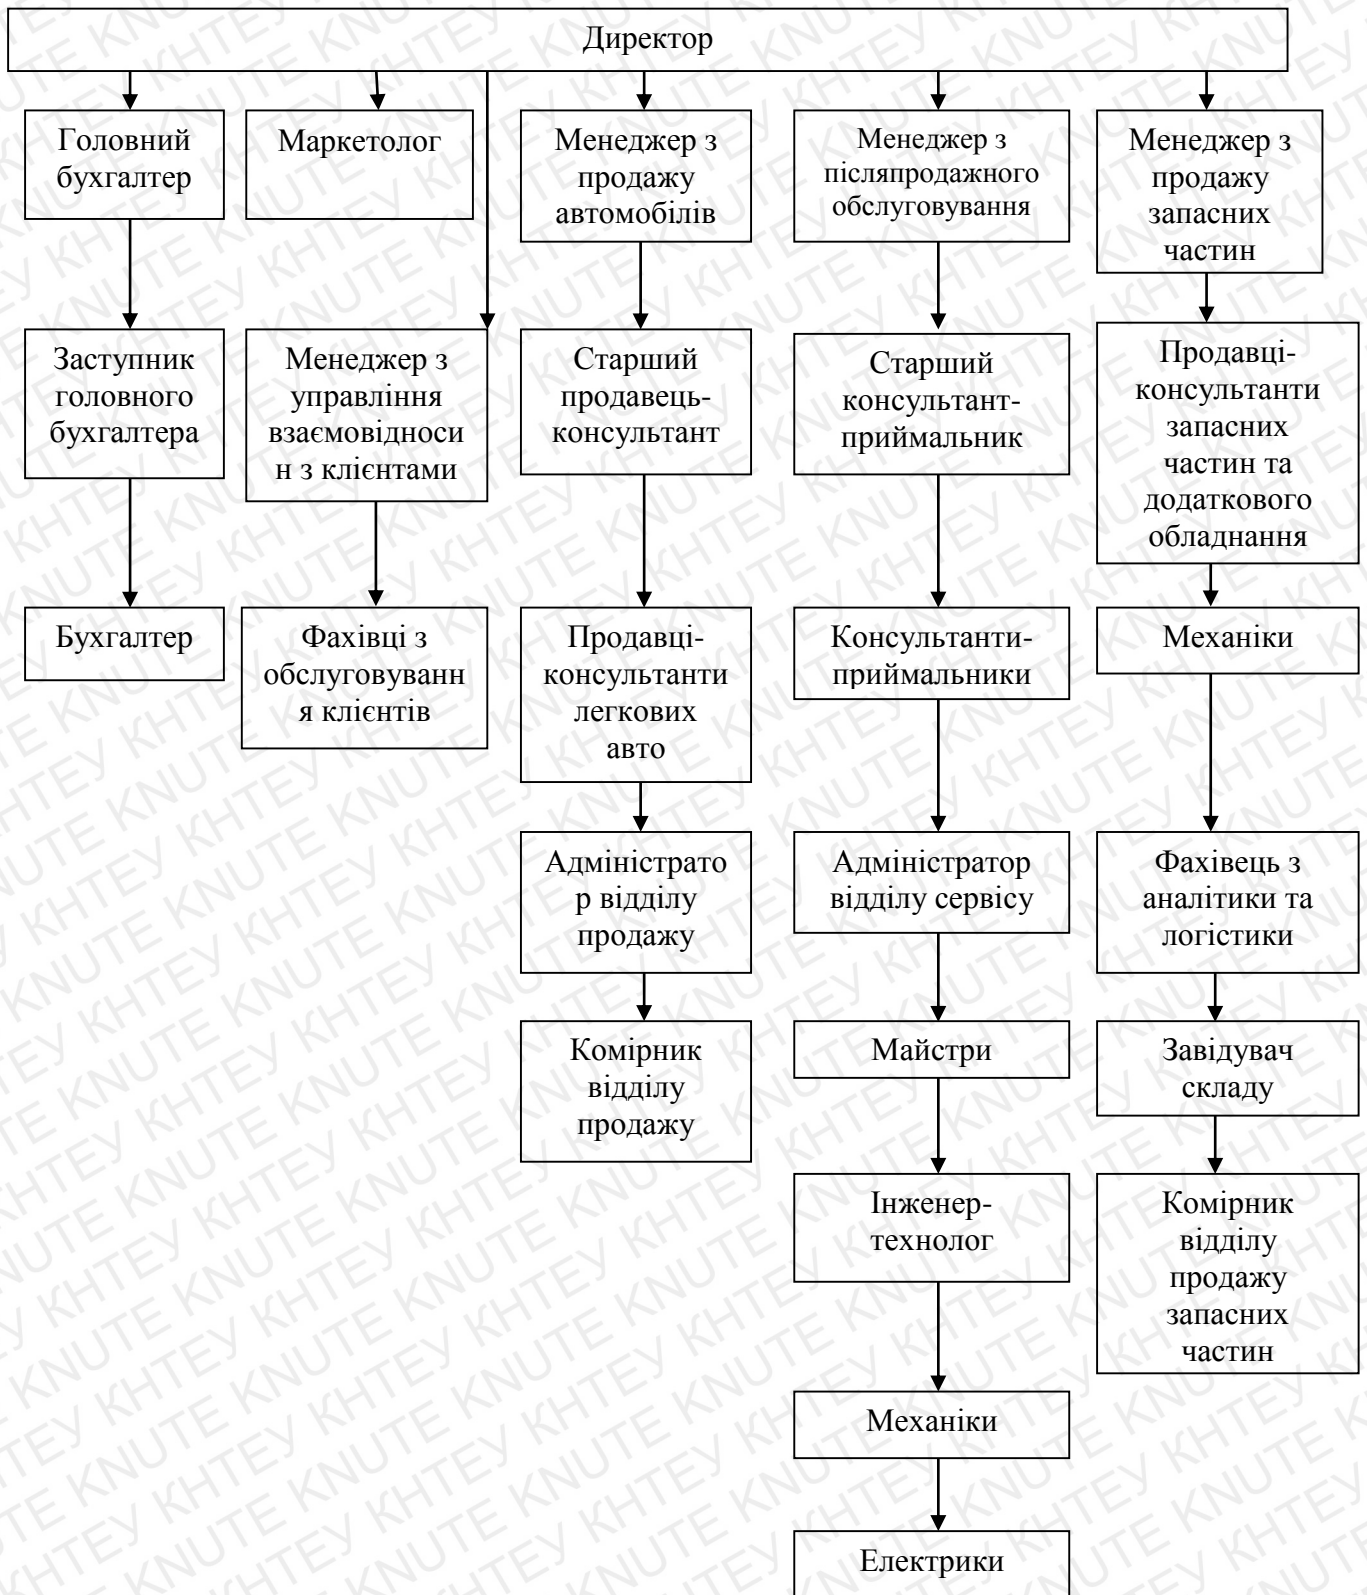 Директор
Головний
бухгалтер
Маркетолог
Менеджер з
продажу
автомобілів
Менеджер з
післяпродажного
обслуговування
Менеджер з
продажу
запасних
частин
Заступник
головного
бухгалтера
Менеджер з
управління
взаємовідноси
н з клієнтами
Старший
продавець-
консультант
Старший
консультант-
приймальник
Продавці-
консультанти
запасних
частин та
додаткового
обладнання
Бухгалтер
Фахівці з
обслуговуванн
я клієнтів
Продавці-
консультанти
легкових
авто
Консультанти-
приймальники
Механіки
Адміністрато
р відділу
продажу
Адміністратор
відділу сервісу
Фахівець з
аналітики та
логістики
Комірник
відділу
продажу
Майстри
Завідувач
складу
Інженер-
технолог
Комірник
відділу
продажу
запасних
частин
Механіки
Електрики